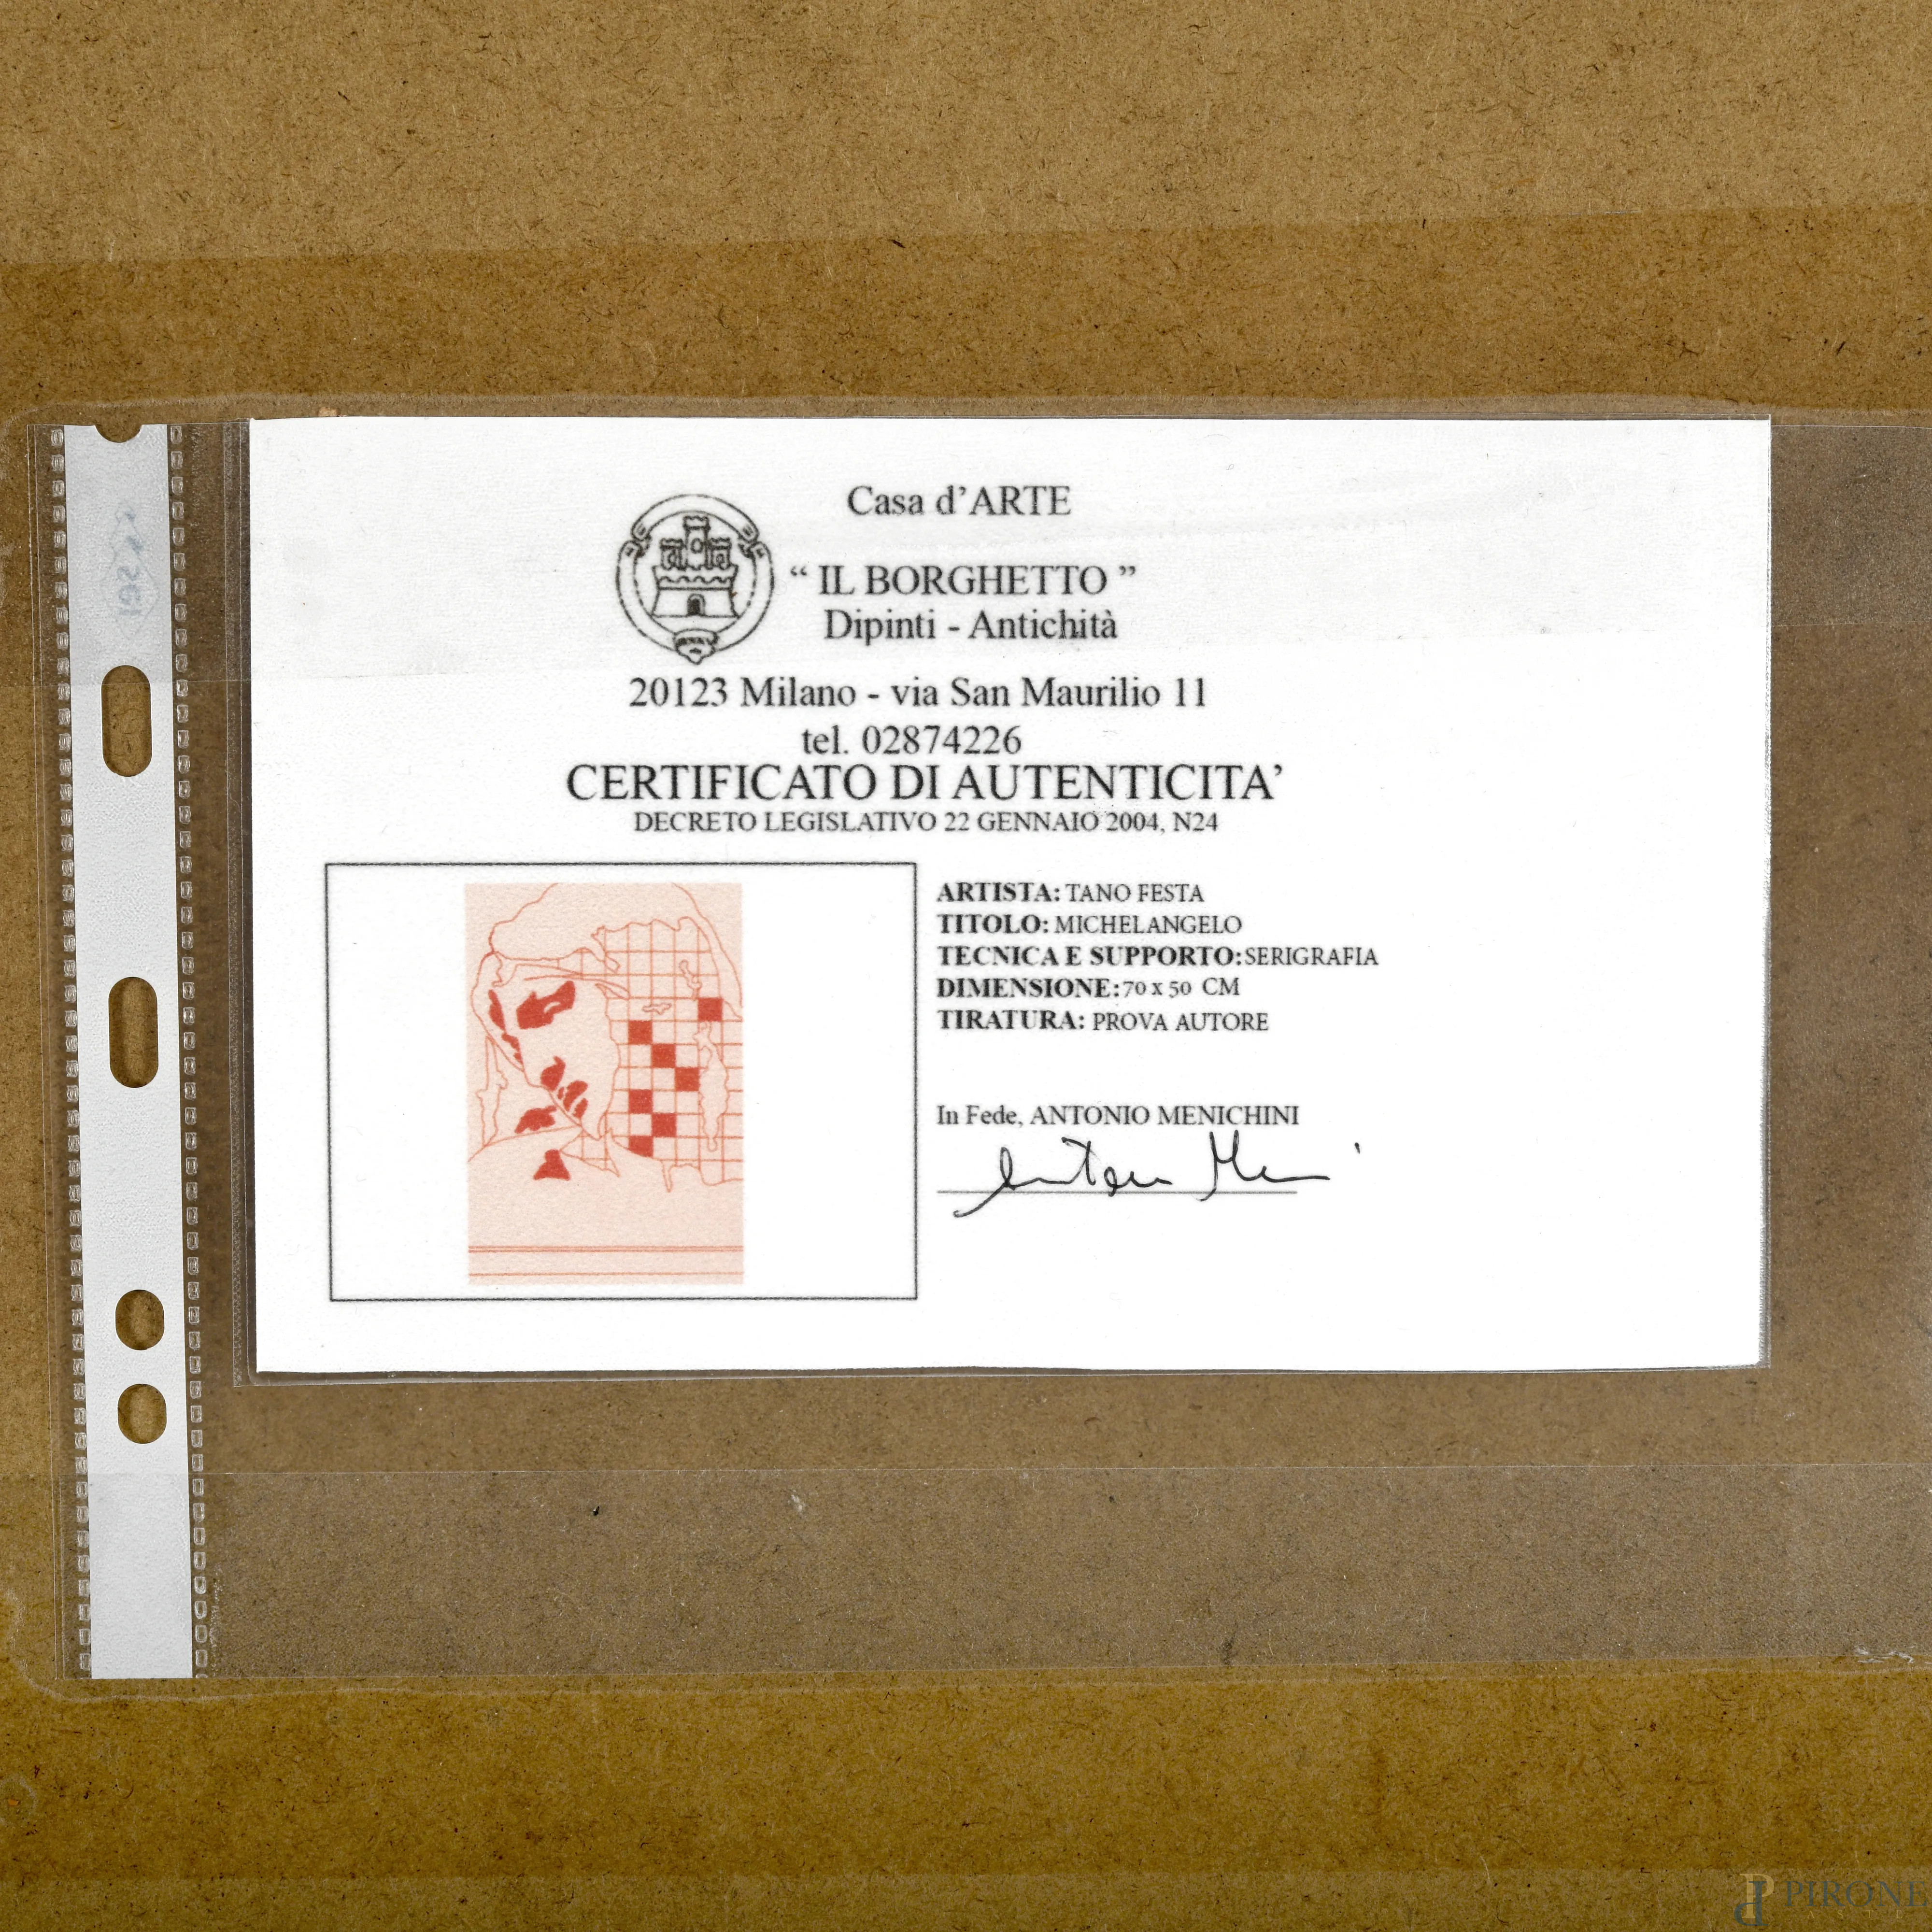 Casa d'ARTE
“ IL BORGHETTO ”
Dipinti - Antichità
20123 Milano - via San Maurilio 11
tel. 02874226
CERTIFICATO DI AUTENTICITA'
DECRETO LEGISLATIVO 22 GENNAIO 2004, N24
ARTISTA: TANO FESTA
TITOLO: MICHELANGELO
TECNICA E SUPPORTO:SERIGRAFIA
DIMENSIONE:70 x 50 CM
TIRATURA: PROVA AUTORE
In Fede, ANTONIO MENICHINI
PIRONE